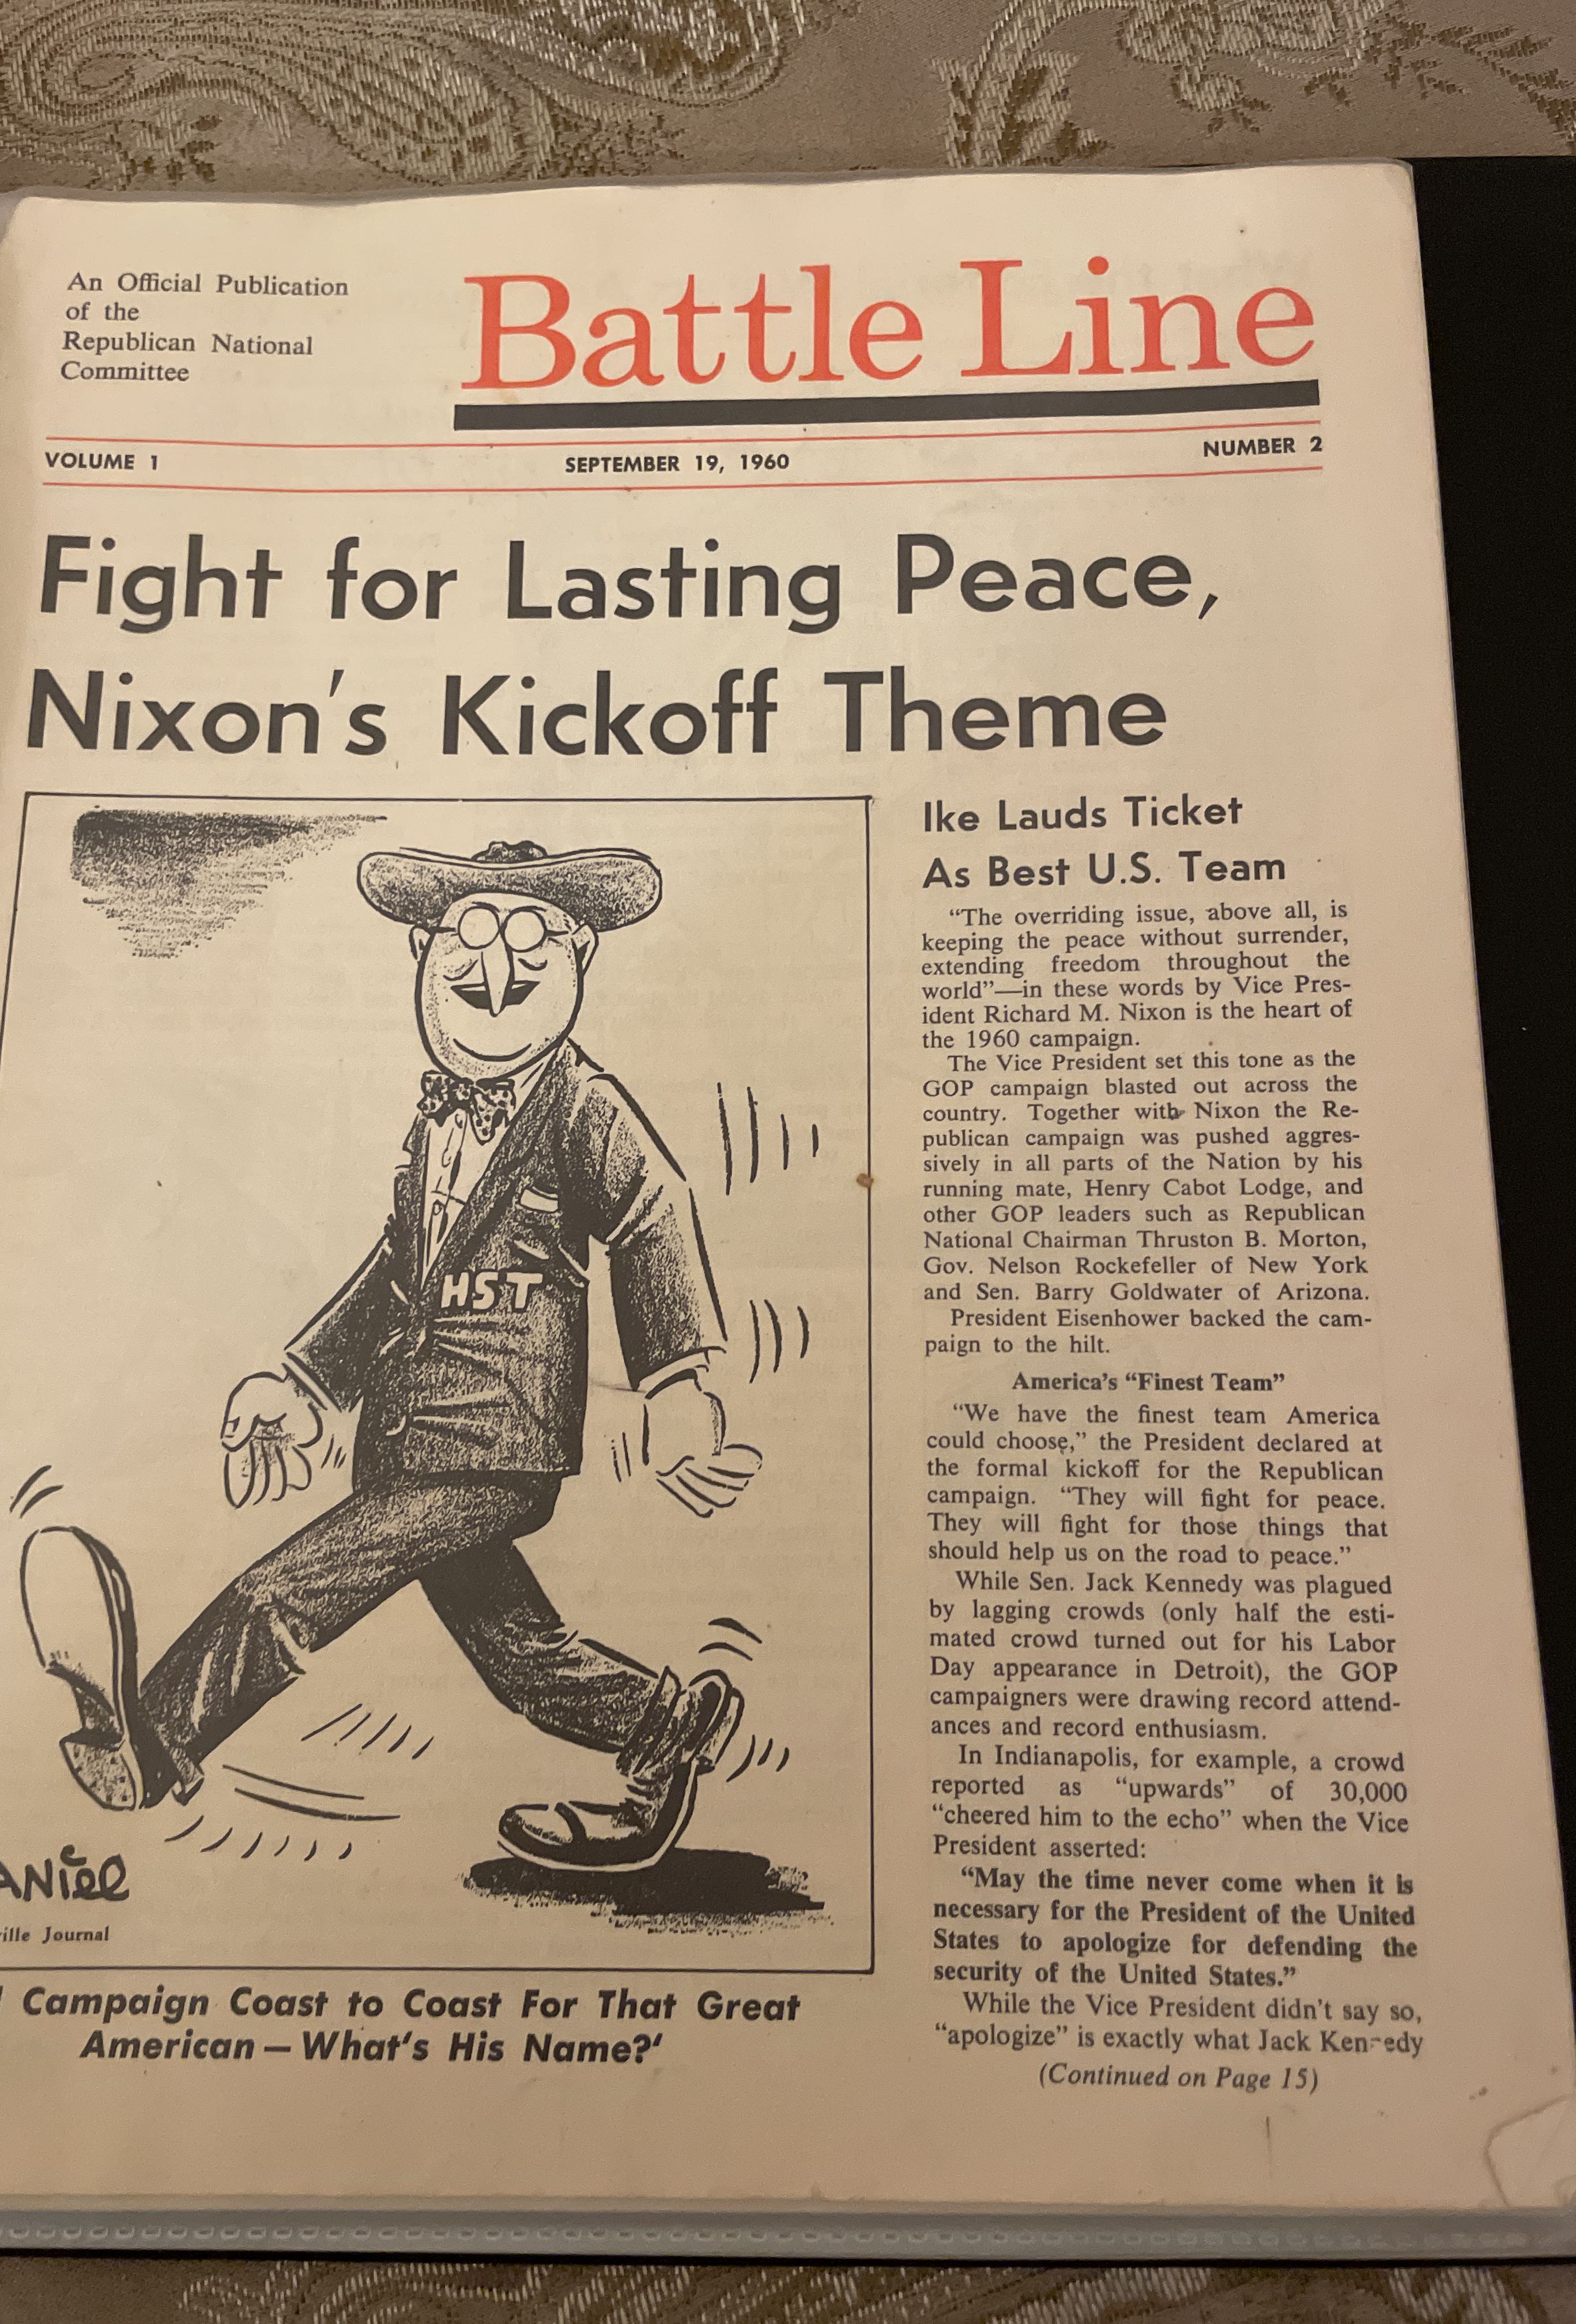 An Official Publication
of the
Republican National
Committee
Battle Line
VOLUME 1
SEPTEMBER 19, 1960
NUMBER 2
Fight for Lasting Peace,
Nixon's Kickoff Theme
HST
ANiel
ille Journal
Campaign Coast to Coast For That Great
American — What's His Name?'
Ike Lauds Ticket
As Best U.S. Team
“The overriding issue, above all, is
keeping the peace without surrender,
extending freedom throughout the
world”—in these words by Vice Pres-
ident Richard M. Nixon is the heart of
the 1960 campaign.
The Vice President set this tone as the
GOP campaign blasted out across the
country. Together with Nixon the Re-
publican campaign was pushed aggres-
sively in all parts of the Nation by his
running mate, Henry Cabot Lodge, and
other GOP leaders such as Republican
National Chairman Thruston B. Morton,
Gov. Nelson Rockefeller of New York
and Sen. Barry Goldwater of Arizona.
President Eisenhower backed the cam-
paign to the hilt.
America's “Finest Team”
“We have the finest team America
could choose,” the President declared at
the formal kickoff for the Republican
campaign. “They will fight for peace.
They will fight for those things that
should help us on the road to peace.”
While Sen. Jack Kennedy was plagued
by lagging crowds (only half the esti-
mated crowd turned out for his Labor
Day appearance in Detroit), the GOP
campaigners were drawing record attend-
ances and record enthusiasm.
In Indianapolis, for example, a crowd
reported as “upwards” of 30,000
“cheered him to the echo” when the Vice
President asserted:
“May the time never come when it is
necessary for the President of the United
States to apologize for defending the
security of the United States.”
While the Vice President didn't say so,
“apologize” is exactly what Jack Kennedy
(Continued on Page 15)